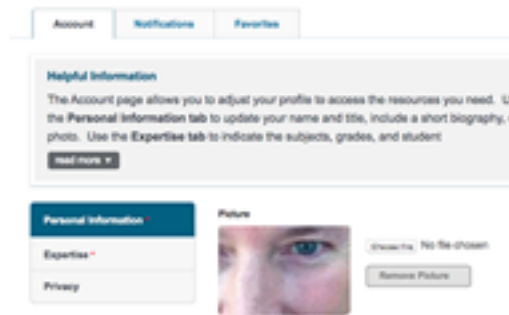 Account Notifications Favorites
Helpful Information
The Account page allows you to adjust your profile to access the resources you need. U
the Personal Information tab to update your name and title, include a short biography,
photo. Use the Expertise tab to indicate the subjects, grades, and student
read more ▼
Personal Information *
Picture
Choose File No file chosen
Expertise *
Remove Picture
Privacy